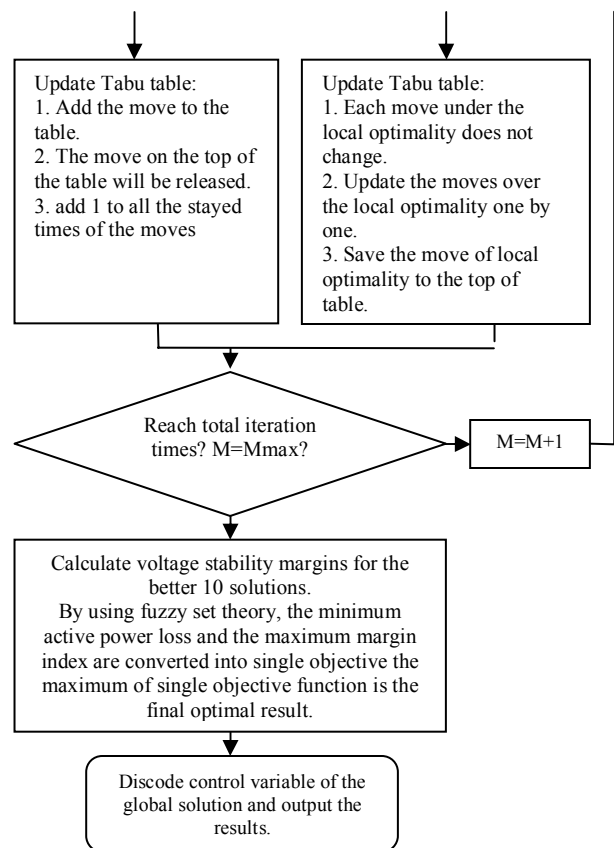 Update Tabu table:
1. Add the move to the
table.
2. The move on the top of
the table will be released.
3. add 1 to all the stayed
times of the moves
Update Tabu table:
1. Each move under the
local optimality does not
change.
2. Update the moves over
the local optimality one by
one.
3. Save the move of local
optimality to the top of
table.
Reach total iteration
times? M=Mmax?
M=M+1
Calculate voltage stability margins for the
better 10 solutions.
By using fuzzy set theory, the minimum
active power loss and the maximum margin
index are converted into single objective the
maximum of single objective function is the
final optimal result.
Discode control variable of the
global solution and output the
results.